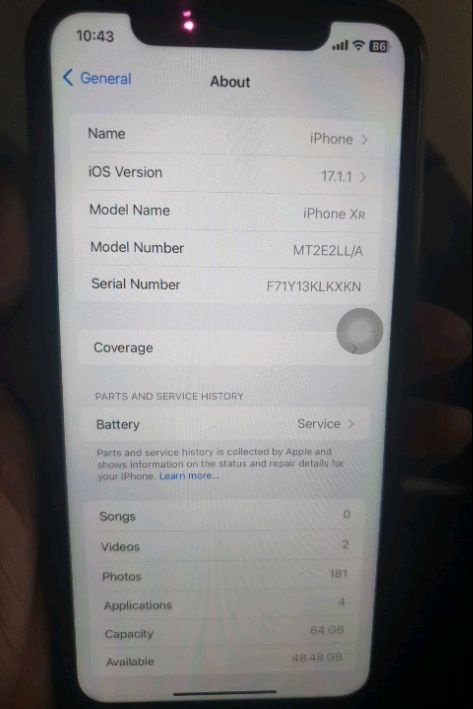 10:43
86
General
About
Name iPhone
iOS Version 17.1.1
Model Name iPhone XR
Model Number MT2E2LL/A
Serial Number F71Y13KLKXKN
Coverage
PARTS AND SERVICE HISTORY
Battery Service
Parts and service history is collected by Apple and
shows information on the status and repair details for
your iPhone. Learn more...
Songs 0
Videos 2
Photos 181
Applications 4
Capacity 64 GB
Available 48.48 GB